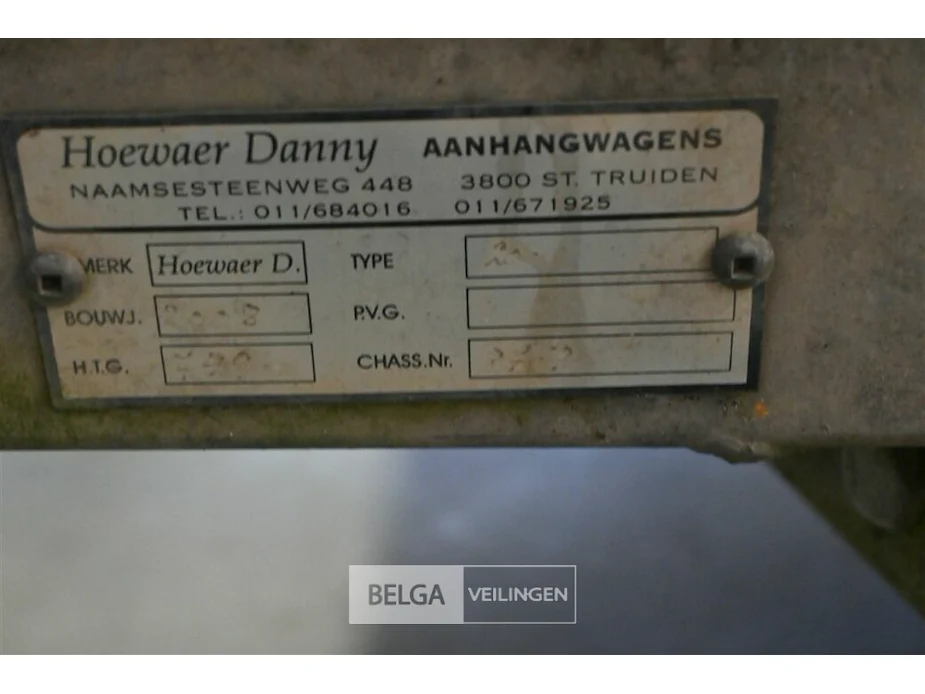 Hoewaer Danny AANHANGWAGENS
NAAMSESTEENWEG 448 3800 ST. TRUIDEN
TEL.: 011/684016 011/671925
MERK Hoewaer D. TYPE
BOUWJ. P.V.G.
H.T.G. CHASS.Nr.
BELGA VEILINGEN